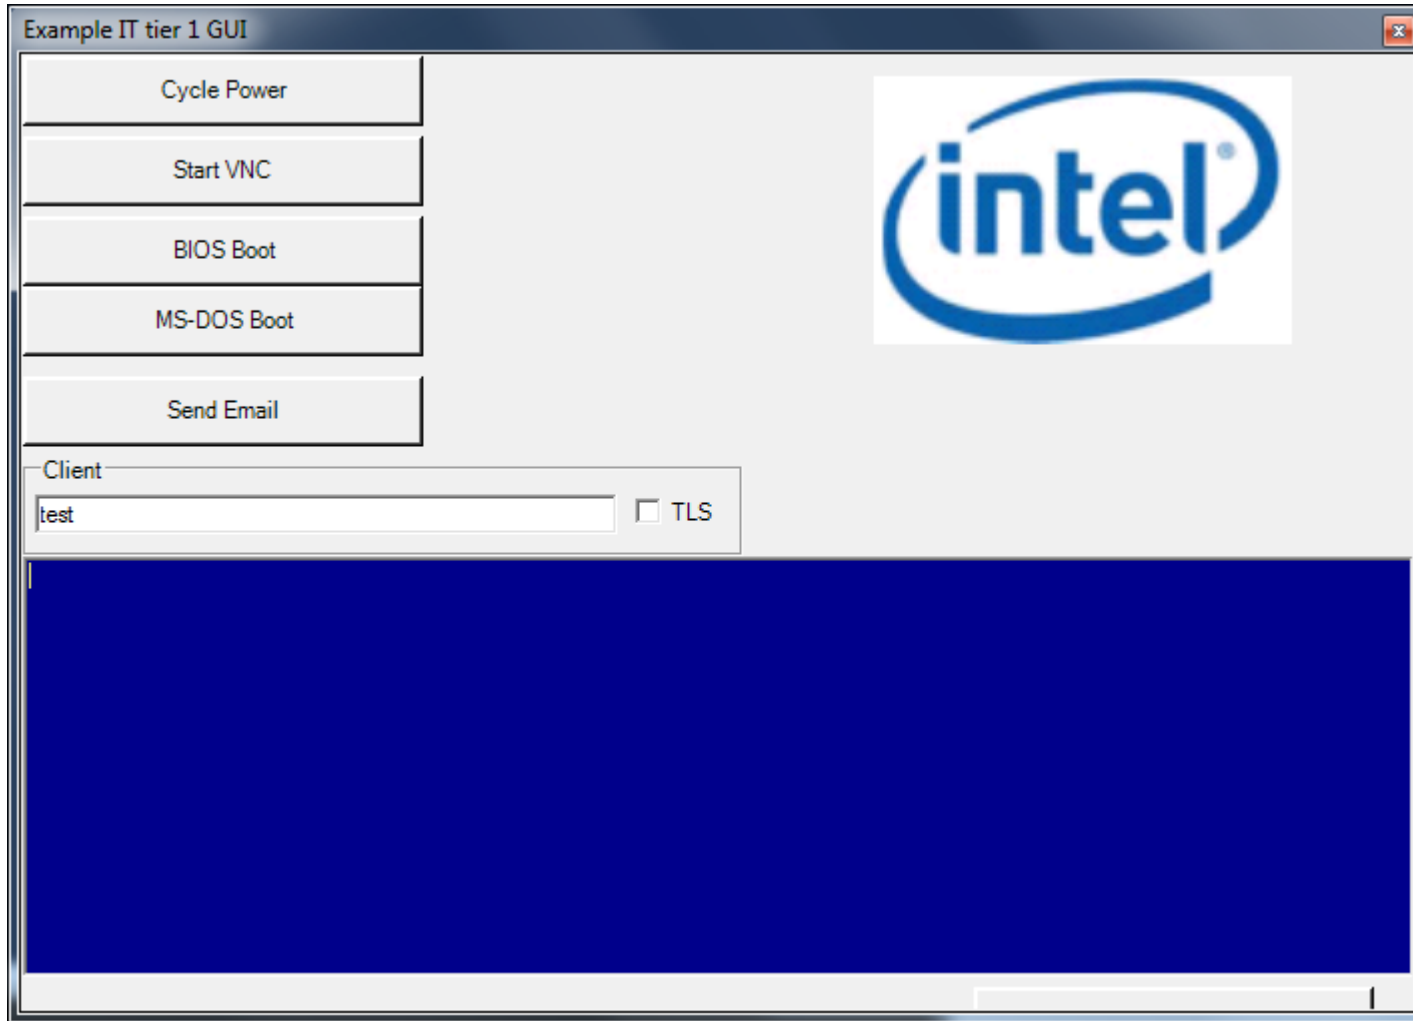 Example IT tier 1 GUI
Cycle Power
Start VNC
BIOS Boot
MS-DOS Boot
Send Email
intel®
Client
test
TLS